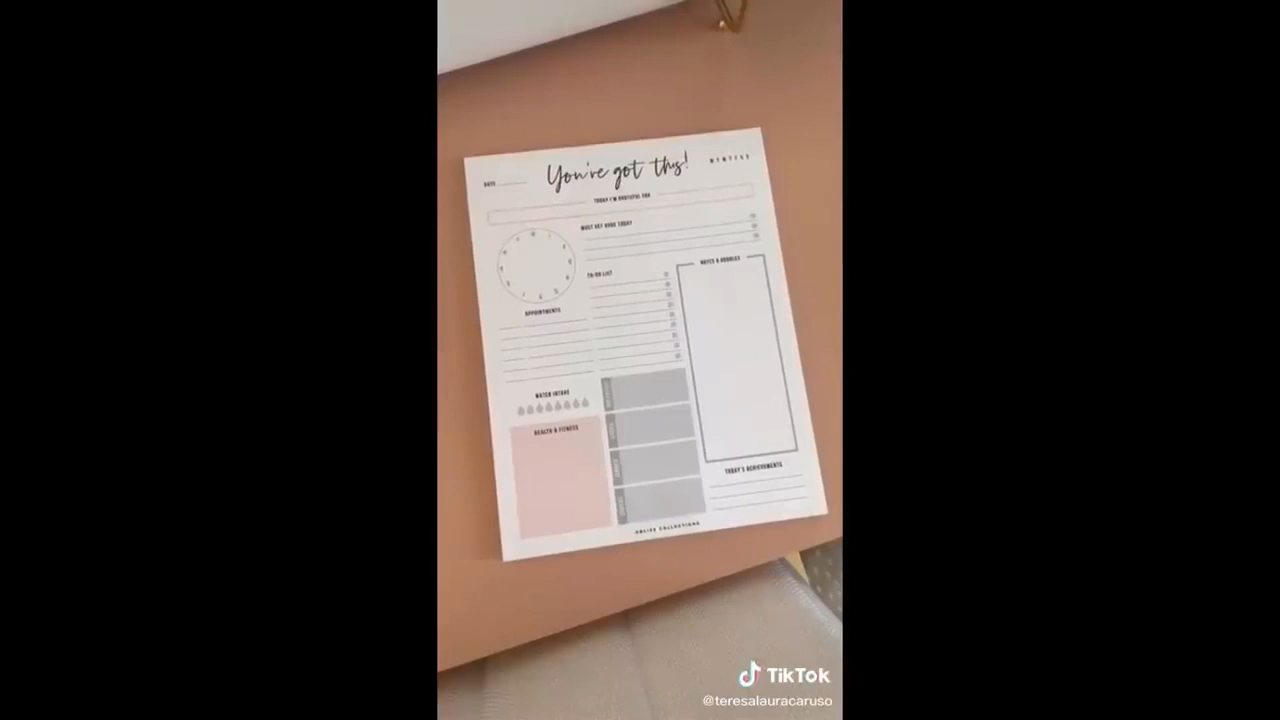 You've got this!
DATE
M T W T F S S
TODAY I'M GRATEFUL FOR
MUST GET DONE TODAY
TO-DO LIST
NOTES & DOODLES
APPOINTMENTS
WATER INTAKE
HEALTH & FITNESS
TODAY'S ACHIEVEMENTS
COLLECTIONS
TikTok
@teresalauracaruso